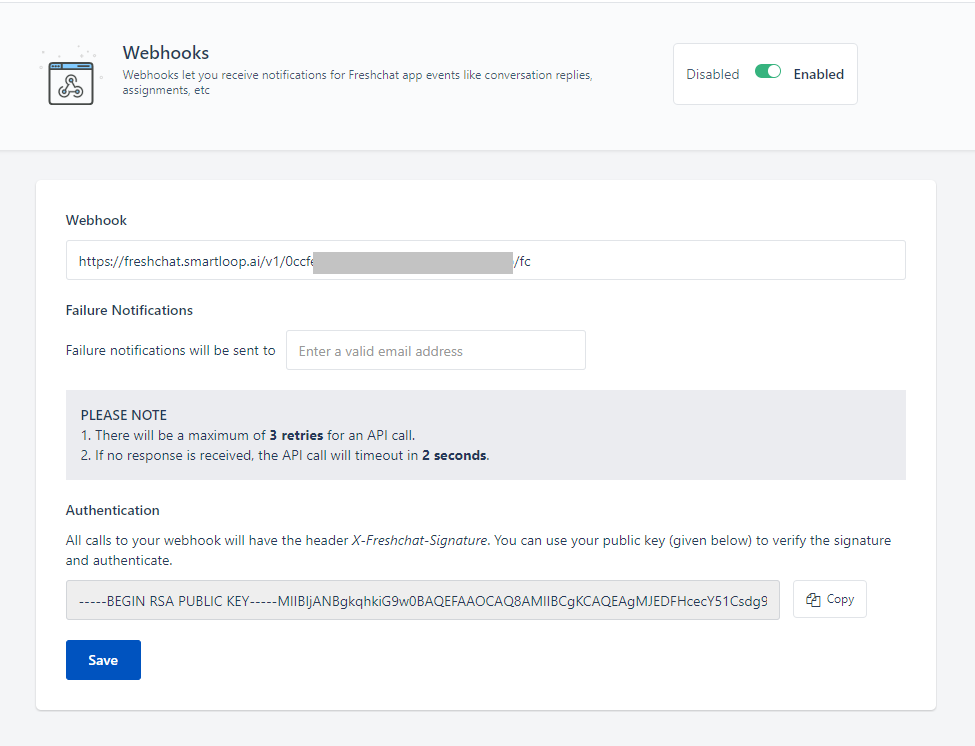 Webhooks
Webhooks let you receive notifications for Freshchat app events like conversation replies,
assignments, etc
Disabled Enabled
Webhook
https://freshchat.smartloop.ai/v1/0ccfe /fc
Failure Notifications
Failure notifications will be sent to Enter a valid email address
PLEASE NOTE
1. There will be a maximum of 3 retries for an API call.
2. If no response is received, the API call will timeout in 2 seconds.
Authentication
All calls to your webhook will have the header X-Freshchat-Signature. You can use your public key (given below) to verify the signature
and authenticate.
-----BEGIN RSA PUBLIC KEY-----MIIBIjANBgkqhkiG9w0BAQEFAAOCAQ8AMIIBCgKCAQEAgMJEDFHcecY51Csdg9
Copy
Save